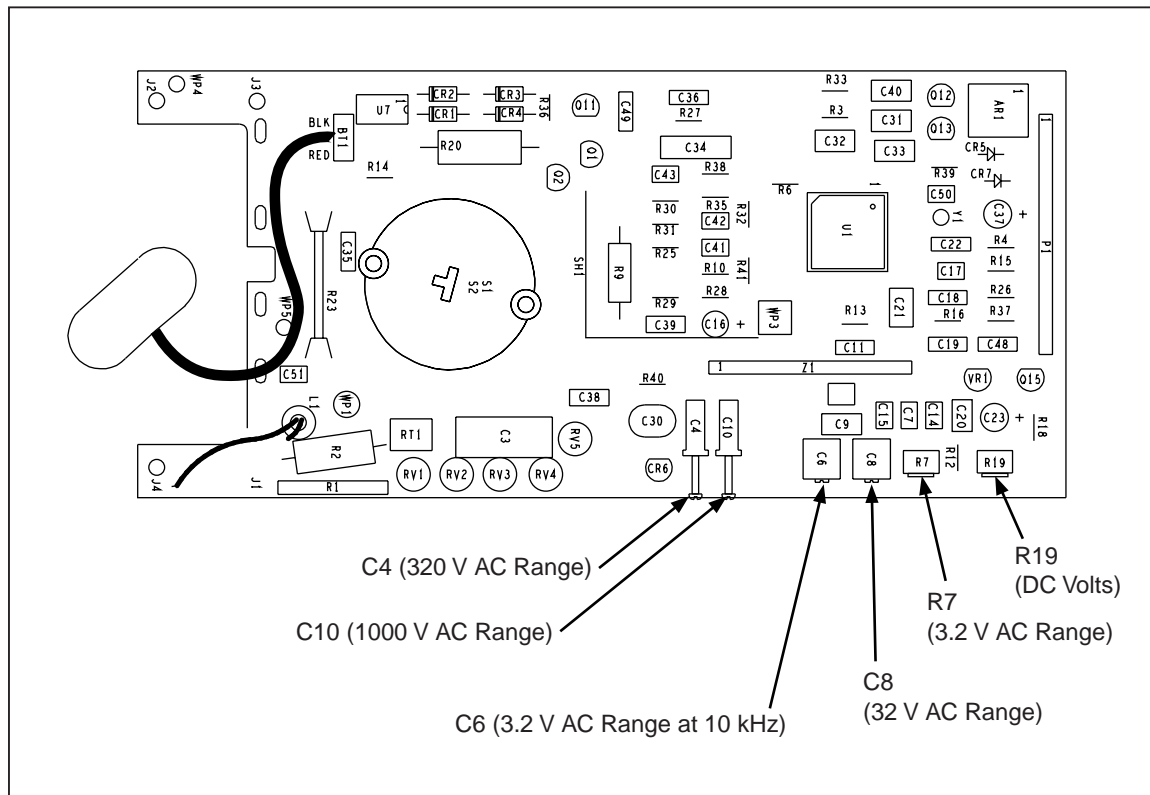 J2
WP4
J3
BLK
BT1
RED
U7
1
CR2
CR3
CR1
CR4
R36
Q11
C49
C36
R27
R33
C40
Q12
AR1
1
R3
C31
Q13
R20
Q1
C34
C32
C33
CR5
1
R14
Q2
C43
R38
R6
1
R39
CR7
C50
R30
R35
R32
C42
Y1
C37
+
R31
U1
C22
R4
P1
C35
R25
C41
R15
SH1
R9
R10
R41
C17
S1
S2
R23
R29
R28
C21
C18
R26
WP5
C39
C16
+
WP3
R13
R16
R37
C11
C19
C48
C51
1
Z1
R40
VR1
Q15
L1
WP1
C38
C30
C4
C10
C9
C15
C7
C14
C20
C23
+
R18
R2
RT1
C3
RV5
C6
C8
R7
R12
R19
J4
J1
R1
RV1
RV2
RV3
RV4
CR6
C4 (320 V AC Range)
C10 (1000 V AC Range)
C6 (3.2 V AC Range at 10 kHz)
C8
(32 V AC Range)
R7
(3.2 V AC Range)
R19
(DC Volts)